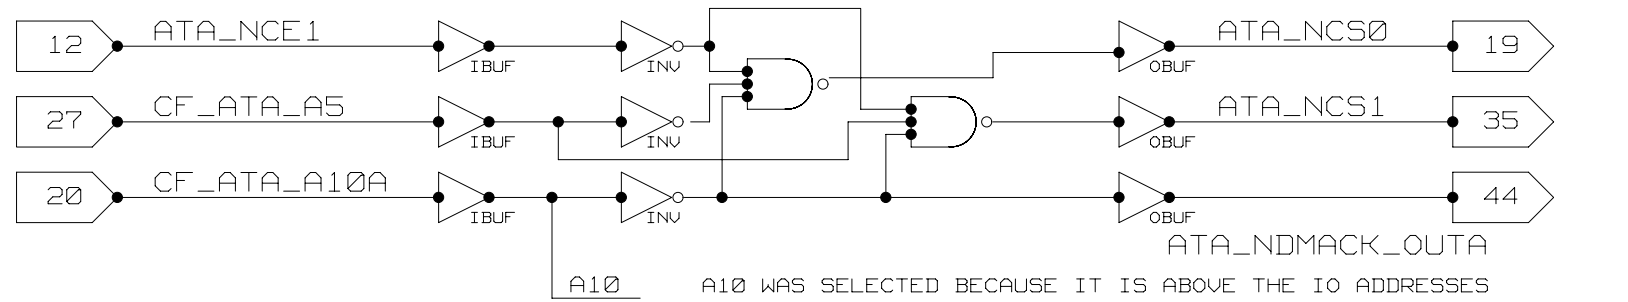 12 ATA_NCE1 IBUF INV OBUF ATA_NCS0 19
27 CF_ATA_A5 IBUF INV OBUF ATA_NCS1 35
20 CF_ATA_A10A IBUF INV OBUF 44
ATA_NDMACK_OUTA
A10 A10 WAS SELECTED BECAUSE IT IS ABOVE THE IO ADDRESSES